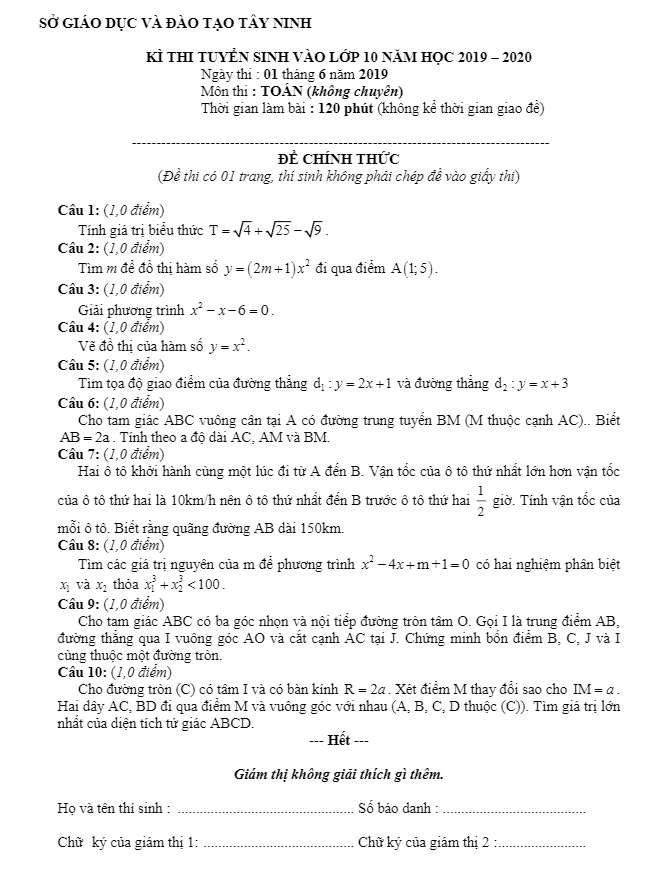 SỞ GIÁO DỤC VÀ ĐÀO TẠO TÂY NINH
KÌ THI TUYỂN SINH VÀO LỚP 10 NĂM HỌC 2019 – 2020
Ngày thi : 01 tháng 6 năm 2019
Môn thi : TOÁN (không chuyên)
Thời gian làm bài : 120 phút (không kể thời gian giao đề)
--------------------------------------------------------------------------------------
ĐỀ CHÍNH THỨC
(Đề thi có 01 trang, thí sinh không phải chép đề vào giấy thi)
Câu 1: (1,0 điểm)
Tính giá trị biểu thức T = √4 + √25 − √9 .
Câu 2: (1,0 điểm)
Tìm m để đồ thị hàm số y = (2m+1)x² đi qua điểm A(1;5).
Câu 3: (1,0 điểm)
Giải phương trình x² − x − 6 = 0 .
Câu 4: (1,0 điểm)
Vẽ đồ thị của hàm số y = x².
Câu 5: (1,0 điểm)
Tìm tọa độ giao điểm của đường thẳng d₁ : y = 2x + 1 và đường thẳng d₂ : y = x + 3
Câu 6: (1,0 điểm)
Cho tam giác ABC vuông cân tại A có đường trung tuyến BM (M thuộc cạnh AC).. Biết
AB = 2a . Tính theo a độ dài AC, AM và BM.
Câu 7: (1,0 điểm)
Hai ô tô khởi hành cùng một lúc đi từ A đến B. Vận tốc của ô tô thứ nhất lớn hơn vận tốc
của ô tô thứ hai là 10km/h nên ô tô thứ nhất đến B trước ô tô thứ hai 1/2 giờ. Tính vận tốc của
mỗi ô tô. Biết rằng quãng đường AB dài 150km.
Câu 8: (1,0 điểm)
Tìm các giá trị nguyên của m để phương trình x² − 4x + m + 1 = 0 có hai nghiệm phân biệt
x₁ và x₂ thỏa x₁³ + x₂³ < 100 .
Câu 9: (1,0 điểm)
Cho tam giác ABC có ba góc nhọn và nội tiếp đường tròn tâm O. Gọi I là trung điểm AB,
đường thẳng qua I vuông góc AO và cắt cạnh AC tại J. Chứng minh bốn điểm B, C, J và I
cùng thuộc một đường tròn.
Câu 10: (1,0 điểm)
Cho đường tròn (C) có tâm I và có bàn kính R = 2a . Xét điểm M thay đổi sao cho IM = a .
Hai dây AC, BD đi qua điểm M và vuông góc với nhau (A, B, C, D thuộc (C)). Tìm giá trị lớn
nhất của diện tích tứ giác ABCD.
--- Hết ---
Giám thị không giải thích gì thêm.
Họ và tên thí sinh : .................................................... Số báo danh : ..........................................
Chữ ký của giám thị 1: ............................................ Chữ ký của giám thị 2 :..........................